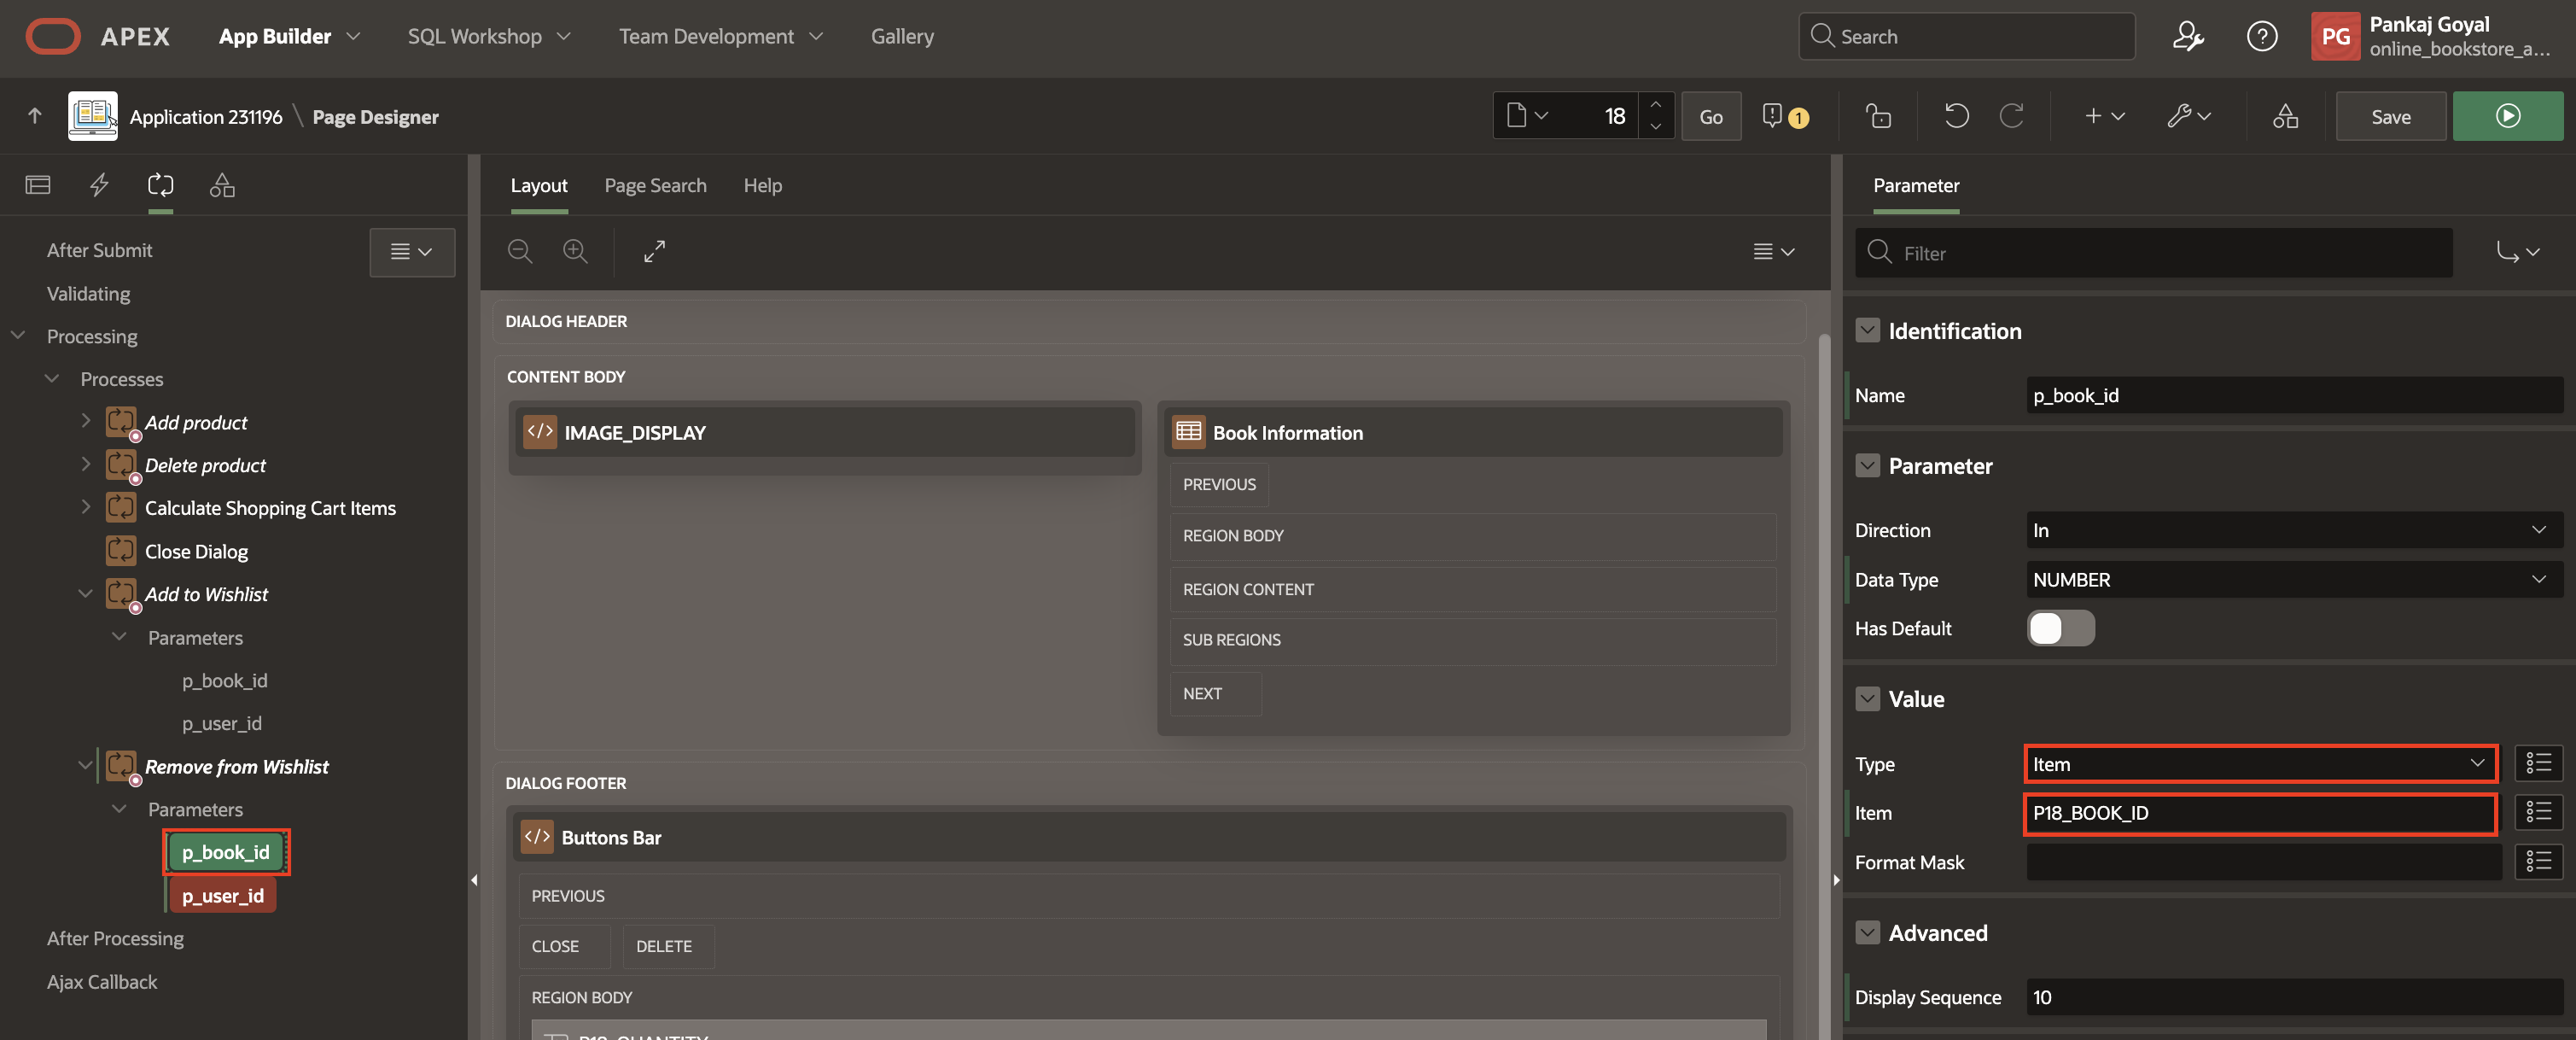 APEX App Builder SQL Workshop Team Development Gallery Search PG Pankaj Goyal
online_bookstore_a...
Application 231196 \ Page Designer 18 Go 1 Save
Layout Page Search Help
Parameter
After Submit
Filter
Validating
Processing
Processes
Add product
Delete product
Calculate Shopping Cart Items
Close Dialog
Add to Wishlist
Parameters
p_book_id
p_user_id
Remove from Wishlist
Parameters
p_book_id
p_user_id
After Processing
Ajax Callback
DIALOG HEADER
CONTENT BODY
IMAGE_DISPLAY
Book Information
PREVIOUS
REGION BODY
REGION CONTENT
SUB REGIONS
NEXT
DIALOG FOOTER
Buttons Bar
PREVIOUS
CLOSE DELETE
REGION BODY
P18_QUANTITY
Identification
Name p_book_id
Parameter
Direction In
Data Type NUMBER
Has Default
Value
Type Item
Item P18_BOOK_ID
Format Mask
Advanced
Display Sequence 10